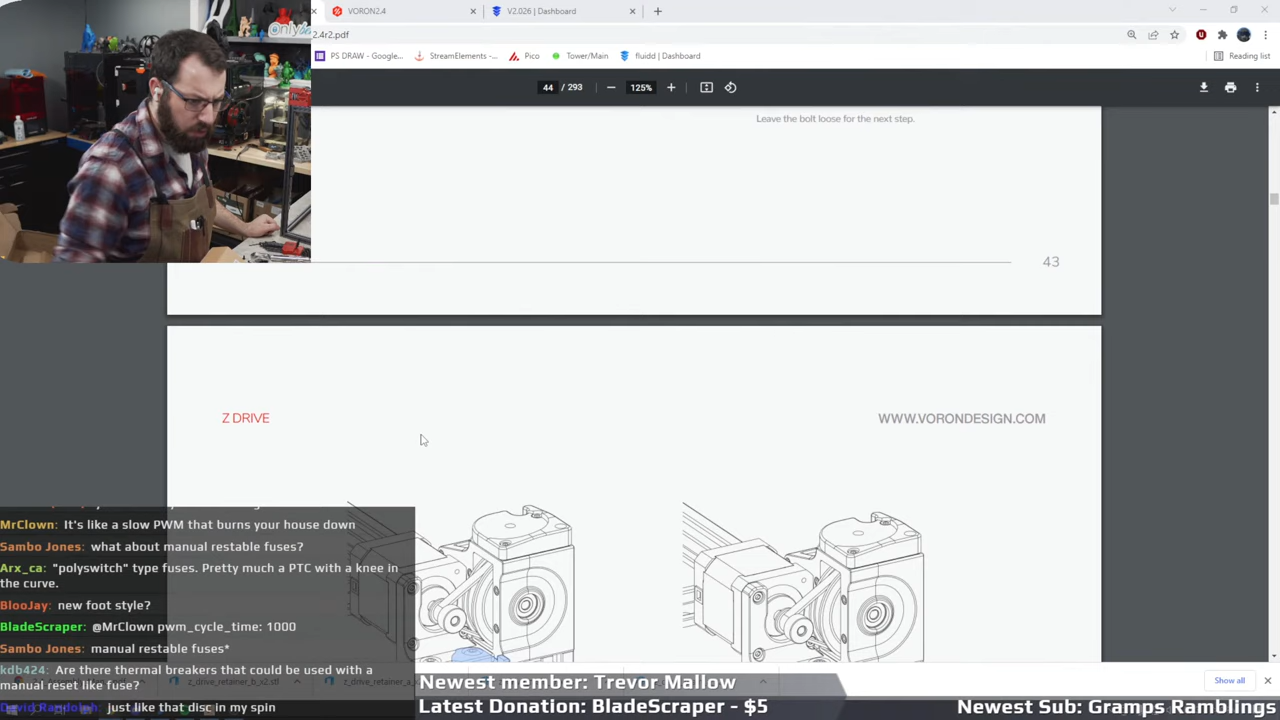 VORON2.4
V2.026 | Dashboard
2.4r2.pdf
PS DRAW - Google...
StreamElements -...
Pico
Tower/Main
fluidd | Dashboard
Reading list
44 / 293
125%
Leave the bolt loose for the next step.
43
Z DRIVE
WWW.VORONDESIGN.COM
MrClown: It's like a slow PWM that burns your house down
Sambo Jones: what about manual restable fuses?
Arx_ca: "polyswitch" type fuses. Pretty much a PTC with a knee in
the curve.
BlooJay: new foot style?
BladeScraper: @MrClown pwm_cycle_time: 1000
Sambo Jones: manual restable fuses*
kdb424: Are there thermal breakers that could be used with a
manual reset like fuse?
z_drive_retainer_b_x2.stl
z_drive_retainer_a_
Show all
David Randolph: just like that disc in my spin
Newest member: Trevor Mallow
Latest Donation: BladeScraper - $5
Newest Sub: Gramps Ramblings